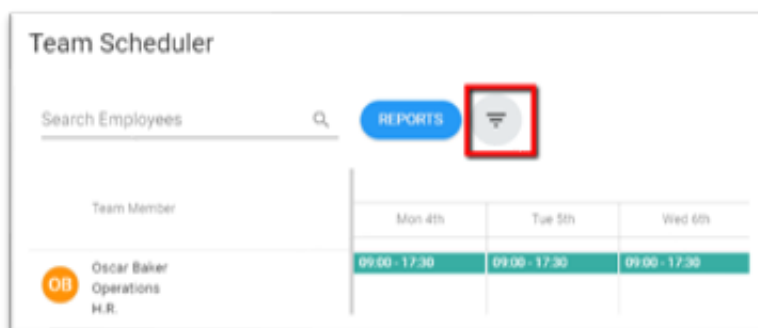 Team Scheduler
Search Employees
REPORTS
Team Member
Mon 4th
Tue 5th
Wed 6th
OB
Oscar Baker
Operations
H.R.
09:00 - 17:30
09:00 - 17:30
09:00 - 17:30